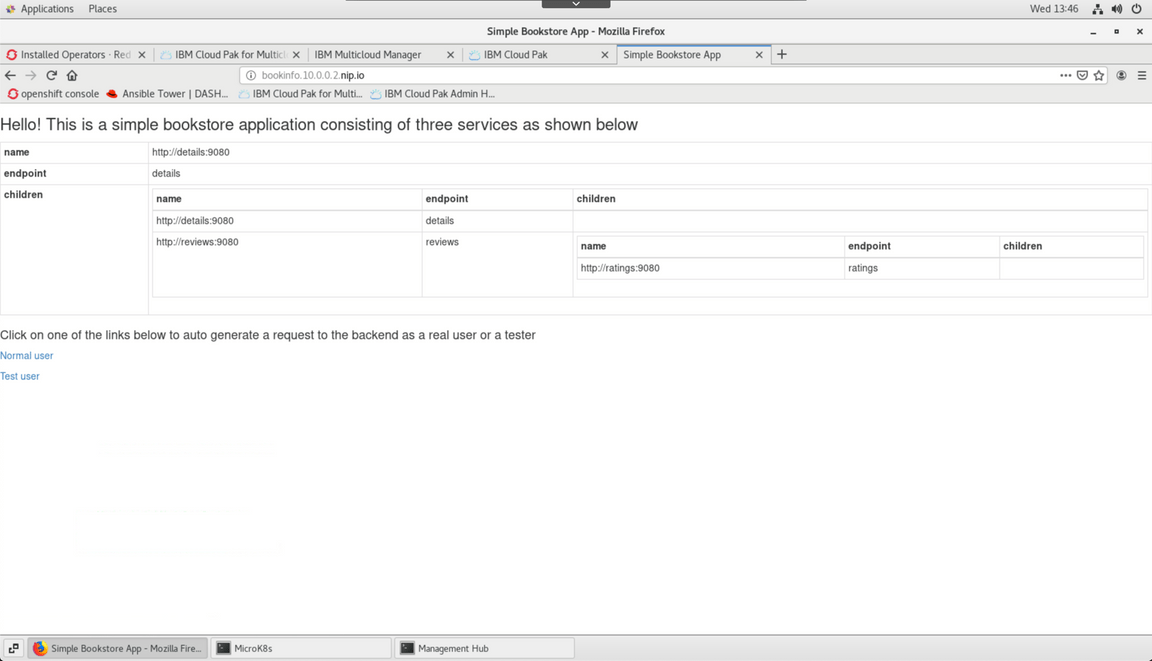 Applications Places Wed 13:46
Simple Bookstore App - Mozilla Firefox
Installed Operators · Red IBM Cloud Pak for Multicl IBM Multicloud Manager IBM Cloud Pak Simple Bookstore App
bookinfo.10.0.0.2.nip.io
openshift console Ansible Tower | DASH... IBM Cloud Pak for Multi... IBM Cloud Pak Admin H...
Hello! This is a simple bookstore application consisting of three services as shown below
name http://details:9080
endpoint details
children
name endpoint children
http://details:9080 details
http://reviews:9080 reviews
name endpoint children
http://ratings:9080 ratings
Click on one of the links below to auto generate a request to the backend as a real user or a tester
Normal user
Test user
Simple Bookstore App - Mozilla Fire... MicroK8s Management Hub